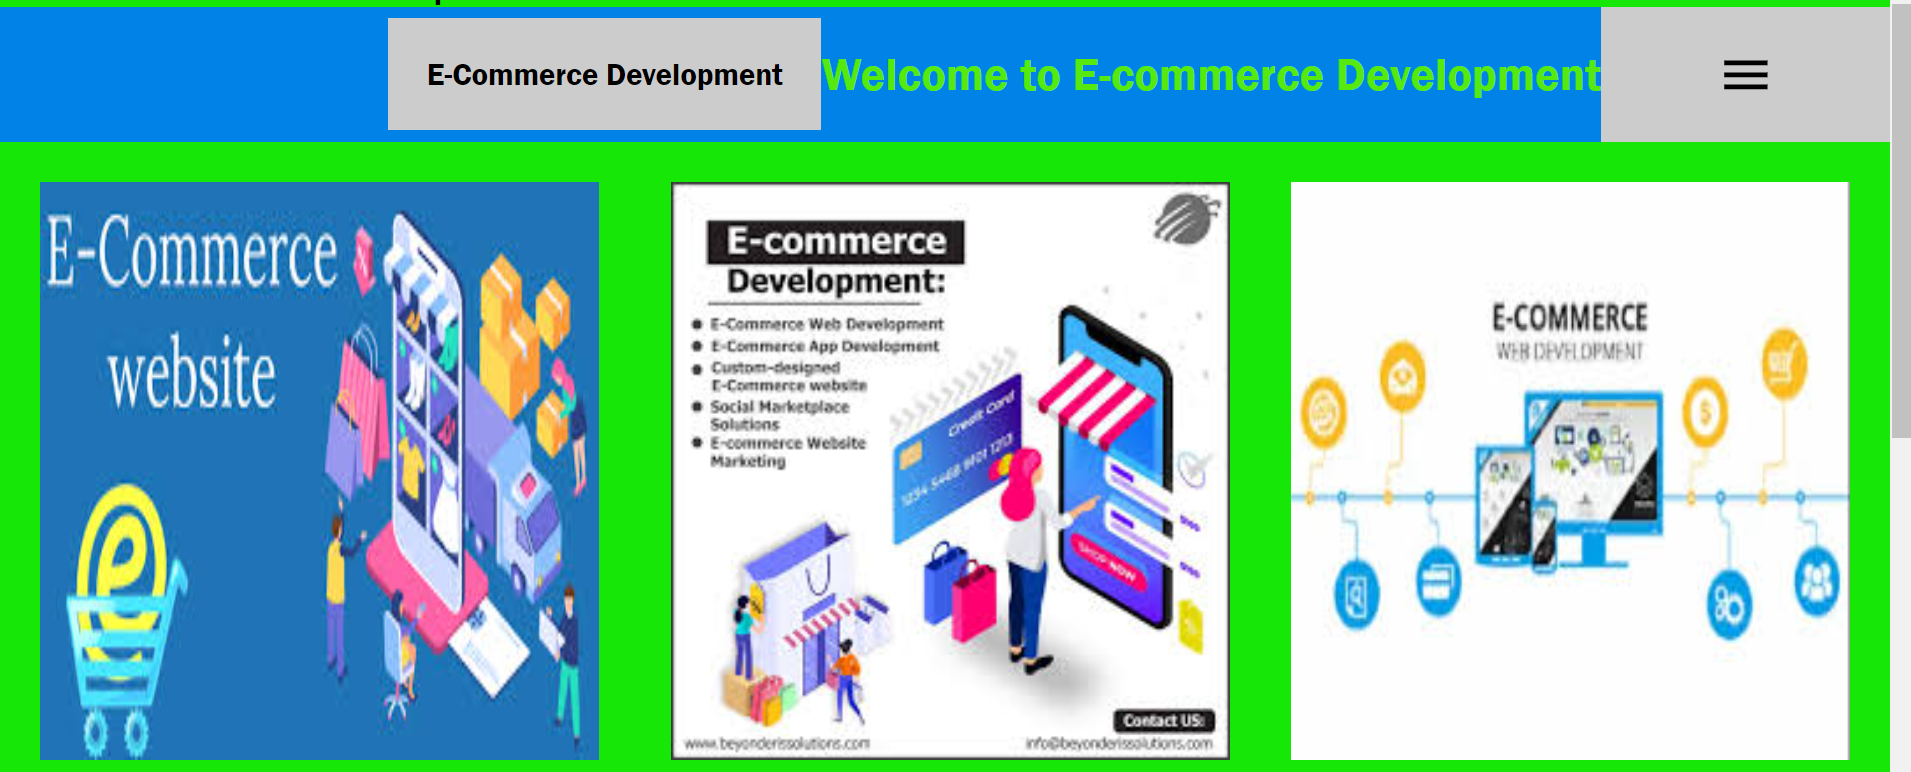 E-Commerce Development
Welcome to E-commerce Development
E-Commerce
website
E-commerce
Development:
E-Commerce Web Development
E-Commerce App Development
Custom-designed
E-Commerce website
Social Marketplace
Solutions
E-commerce Website
Marketing
Credit Card
1234 5468 9101 1213
SHOP NOW
Contact US:
www.beyonderissolutions.com
info@beyonderissolutions.com
E-COMMERCE
WEB DEVELOPMENT